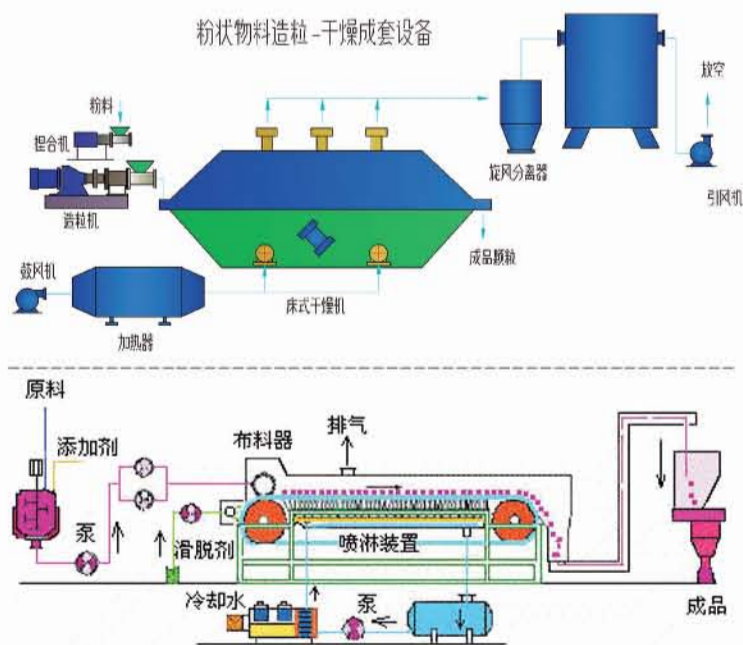 粉状物料造粒-干燥成套设备
粉料
捏合机
造粒机
鼓风机
加热器
床式干燥机
成品颗粒
旋风分离器
放空
引风机
原料
添加剂
泵
滑脱剂
布料器
排气
喷淋装置
冷却水
泵
成品